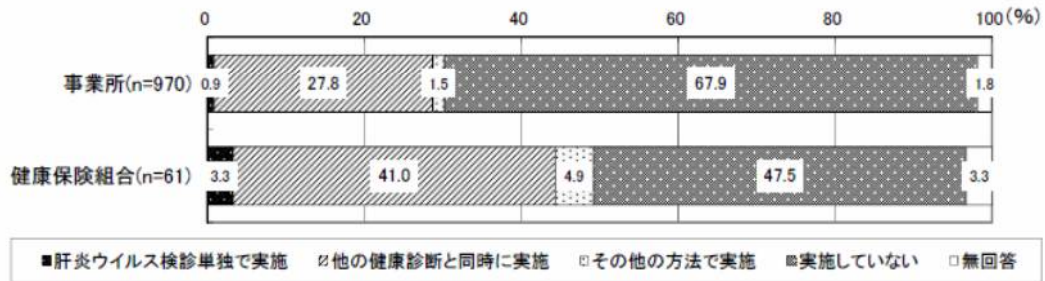 0 20 40 60 80 100(%)
事業所(n=970) 0.9 27.8 1.5 67.9 1.8
健康保険組合(n=61) 3.3 41.0 4.9 47.5 3.3
肝炎ウイルス検診単独で実施 他の健康診断と同時に実施 その他の方法で実施 実施していない 無回答